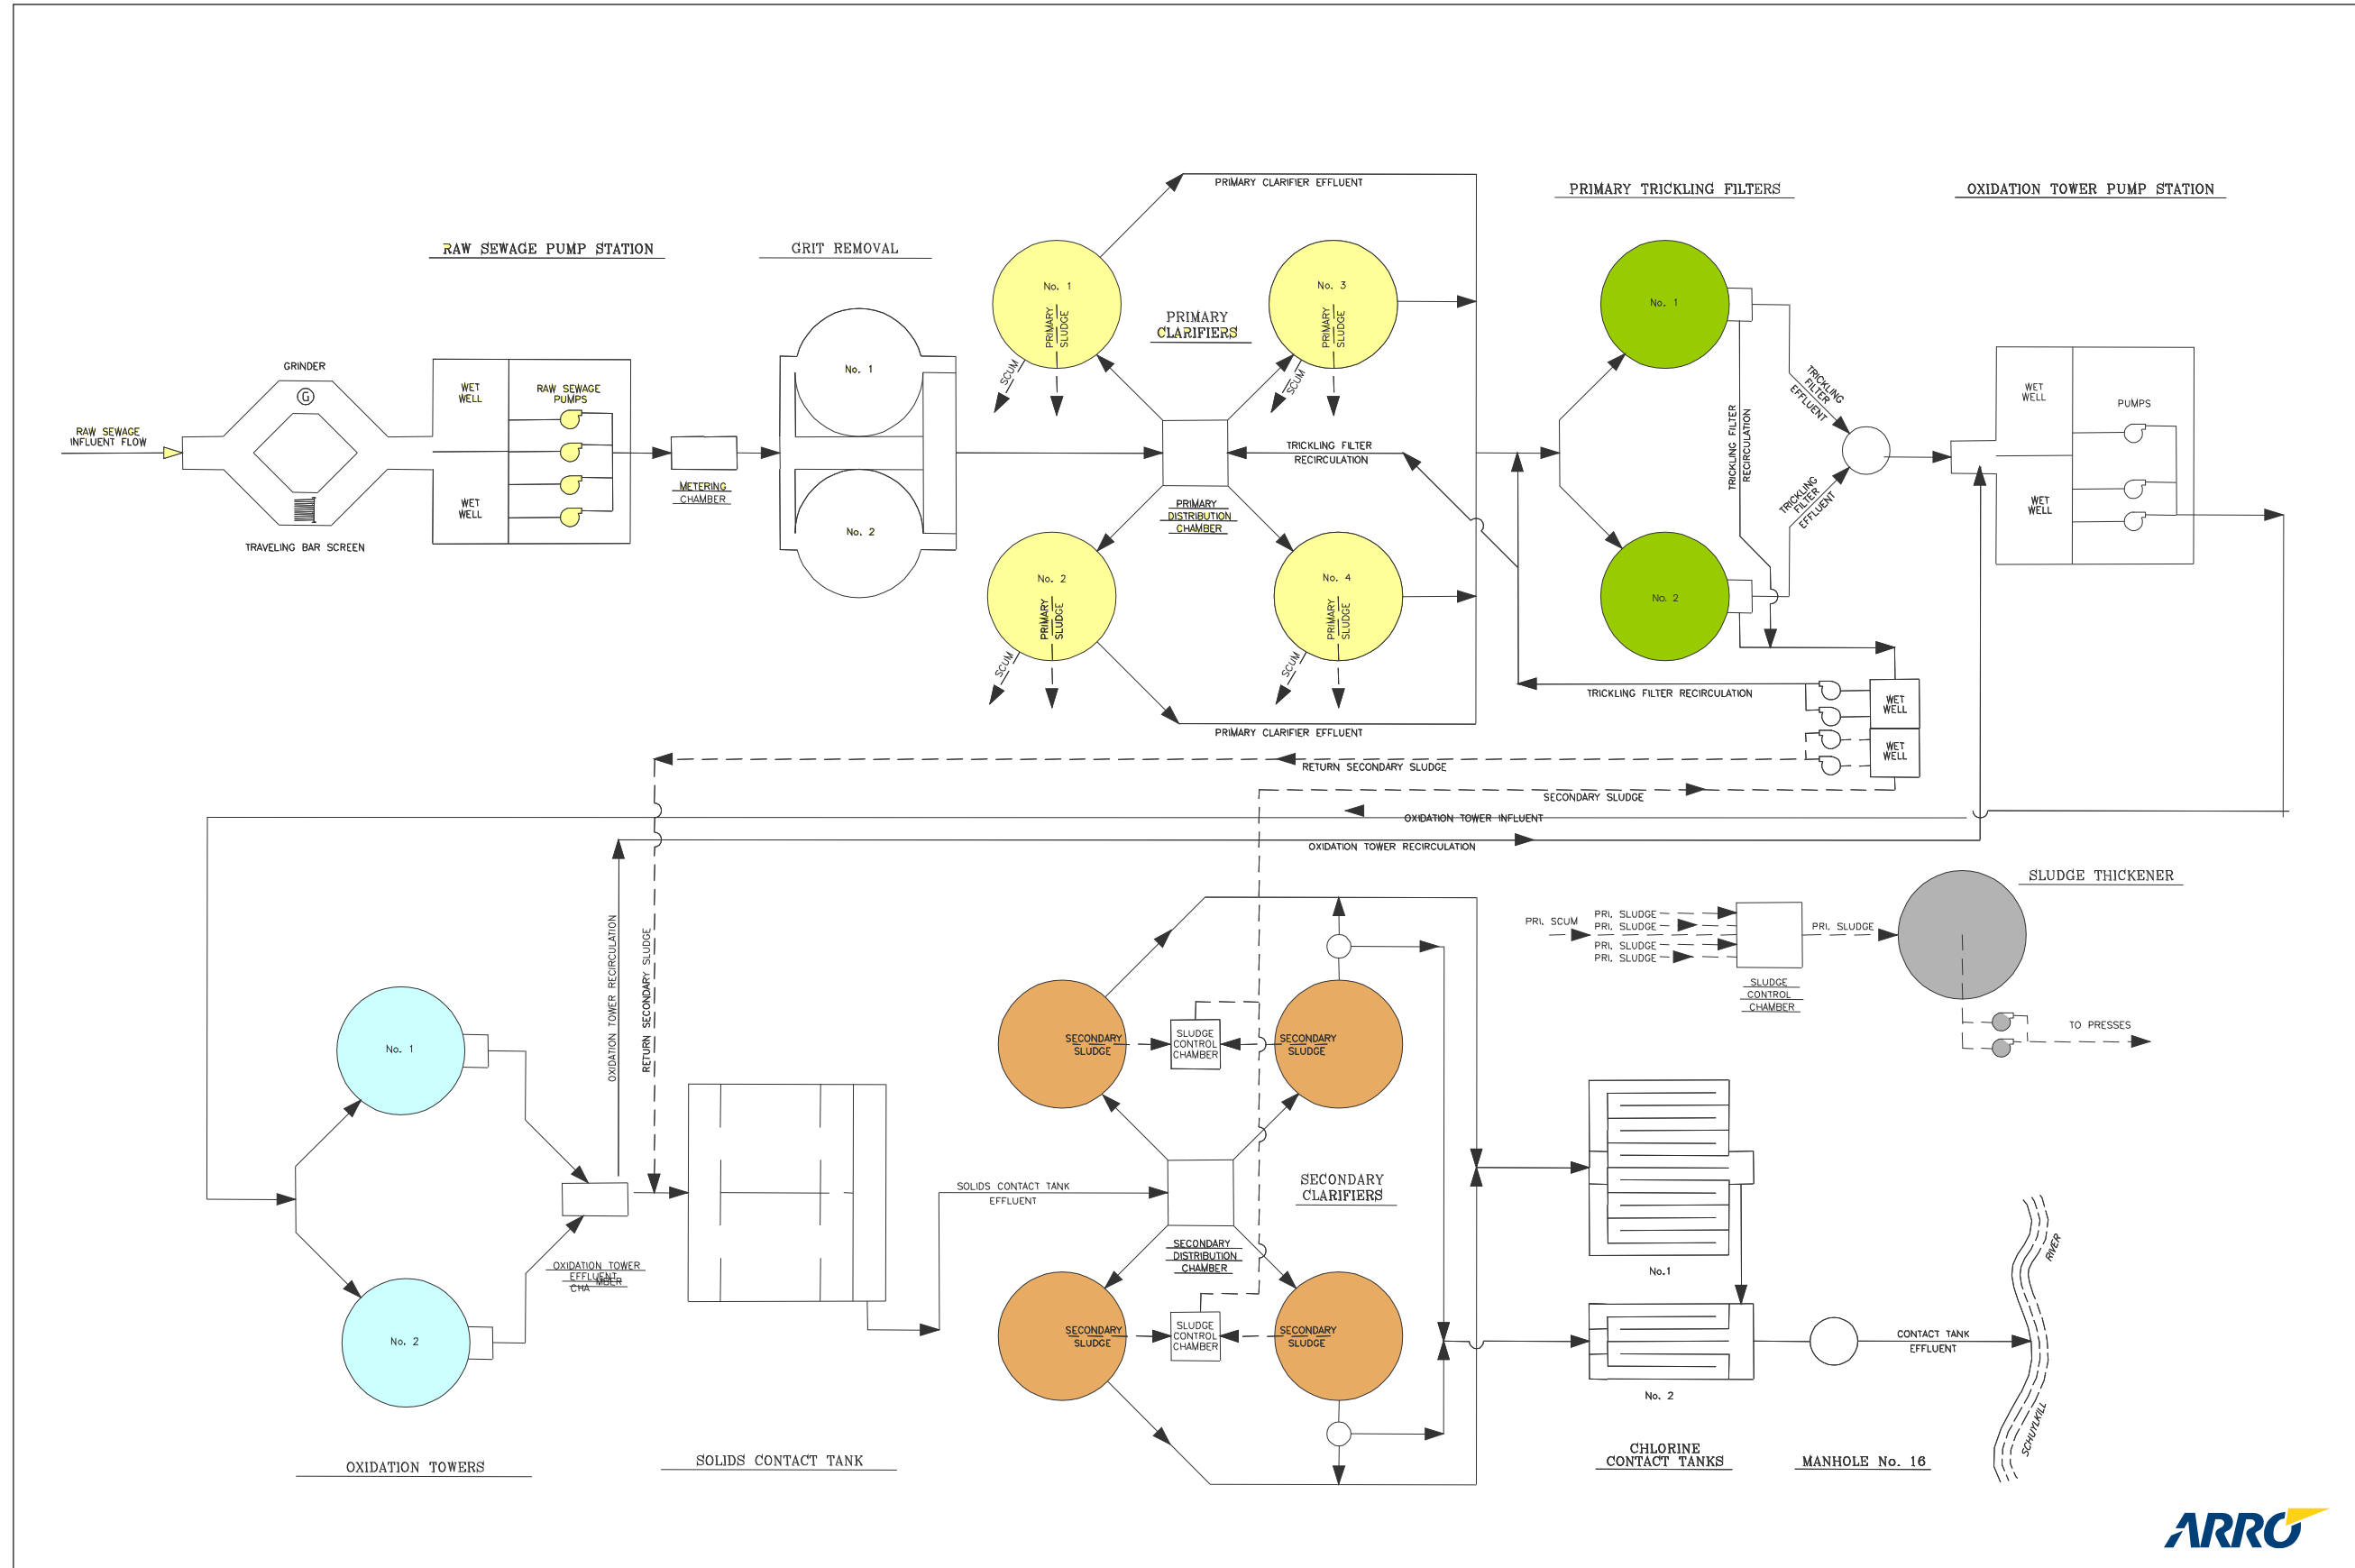 PRIMARY CLARIFIER EFFLUENT
PRIMARY TRICKLING FILTERS
OXIDATION TOWER PUMP STATION
RAW SEWAGE PUMP STATION
GRIT REMOVAL
No. 1
PRIMARY
SLUDGE
SCUM
No. 3
PRIMARY
SLUDGE
SCUM
PRIMARY
CLARIFIERS
No. 1
GRINDER
G
No. 1
WET
WELL
RAW SEWAGE
PUMPS
TRICKLING
FILTER
EFFLUENT
WET
WELL
PUMPS
RAW SEWAGE
INFLUENT FLOW
TRICKLING FILTER
RECIRCULATION
TRICKLING FILTER
RECIRCULATION
METERING
CHAMBER
WET
WELL
PRIMARY
DISTRIBUTION
CHAMBER
TRICKLING
FILTER
EFFLUENT
WET
WELL
No. 2
TRAVELING BAR SCREEN
No. 2
PRIMARY
SLUDGE
SCUM
No. 4
PRIMARY
SLUDGE
SCUM
No. 2
TRICKLING FILTER RECIRCULATION
WET
WELL
PRIMARY CLARIFIER EFFLUENT
WET
WELL
RETURN SECONDARY SLUDGE
SECONDARY SLUDGE
OXIDATION TOWER INFLUENT
OXIDATION TOWER RECIRCULATION
SLUDGE THICKENER
PRI. SCUM
PRI. SLUDGE
PRI. SLUDGE
PRI. SLUDGE
PRI. SLUDGE
PRI. SLUDGE
SLUDGE
CONTROL
CHAMBER
TO PRESSES
OXIDATION TOWER RECIRCULATION
RETURN SECONDARY SLUDGE
No. 1
SECONDARY
SLUDGE
SLUDGE
CONTROL
CHAMBER
SECONDARY
SLUDGE
SOLIDS CONTACT TANK
EFFLUENT
SECONDARY
CLARIFIERS
SECONDARY
DISTRIBUTION
CHAMBER
OXIDATION TOWER
EFFLUENT
CHAMBER
No.1
RIVER
No. 2
SECONDARY
SLUDGE
SLUDGE
CONTROL
CHAMBER
SECONDARY
SLUDGE
CONTACT TANK
EFFLUENT
No. 2
SCHUYLKILL
OXIDATION TOWERS
SOLIDS CONTACT TANK
CHLORINE
CONTACT TANKS
MANHOLE No. 16
ARRO